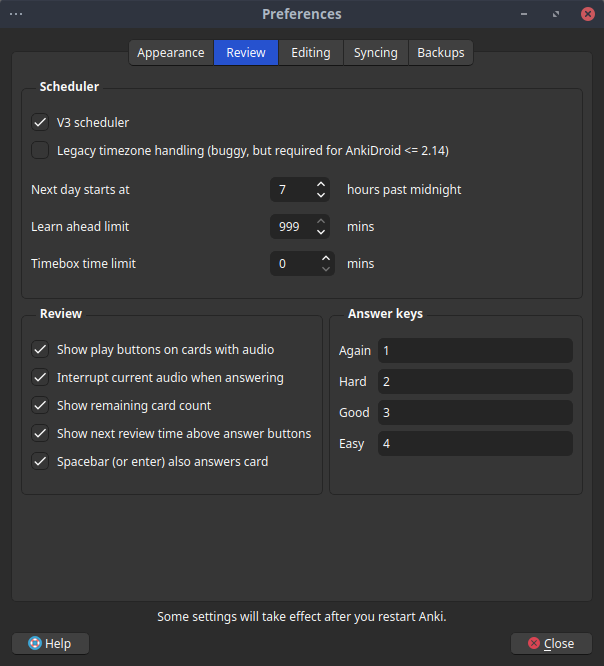 Preferences
Appearance Review Editing Syncing Backups
Scheduler
V3 scheduler
Legacy timezone handling (buggy, but required for AnkiDroid <= 2.14)
Next day starts at 7 hours past midnight
Learn ahead limit 999 mins
Timebox time limit 0 mins
Review
Show play buttons on cards with audio
Interrupt current audio when answering
Show remaining card count
Show next review time above answer buttons
Spacebar (or enter) also answers card
Answer keys
Again 1
Hard 2
Good 3
Easy 4
Some settings will take effect after you restart Anki.
Help Close